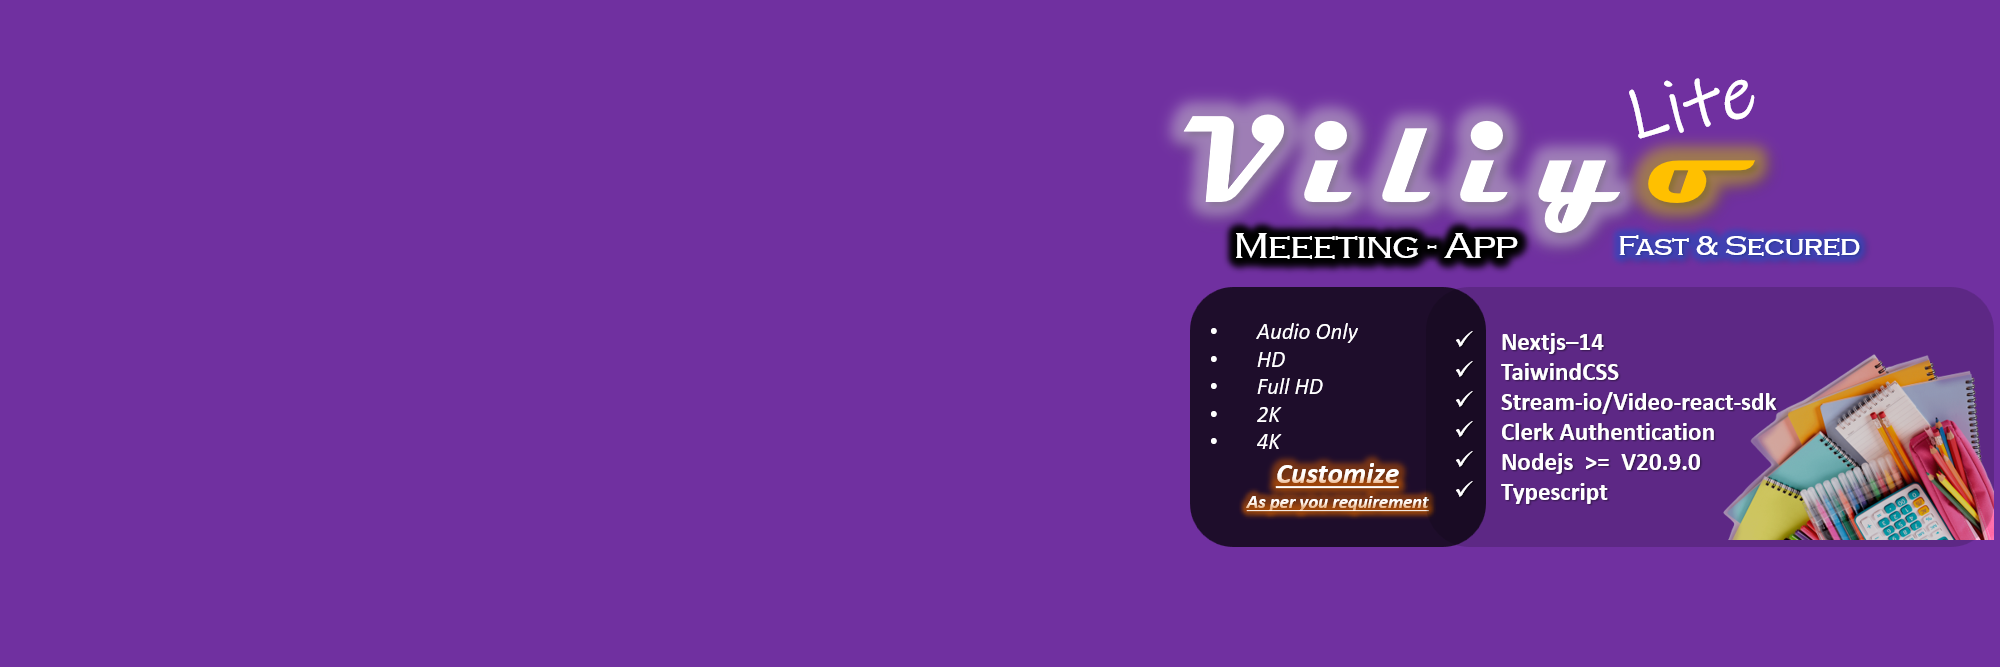 Lite
Viliyo
MEEETING - APP
FAST & SECURED
• Audio Only
• HD
• Full HD
• 2K
• 4K
Customize
As per you requirement
✓ Nextjs–14
✓ TaiwindCSS
✓ Stream-io/Video-react-sdk
✓ Clerk Authentication
✓ Nodejs >= V20.9.0
✓ Typescript